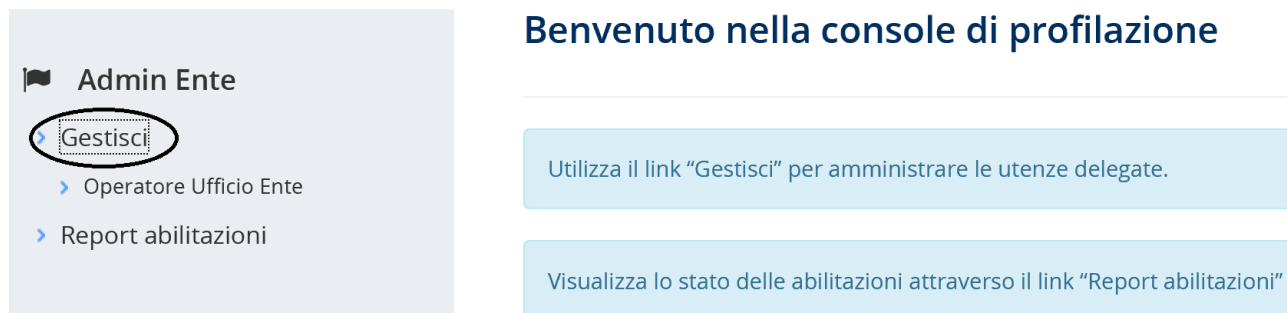 Admin Ente
Gestisci
Operatore Ufficio Ente
Report abilitazioni
Benvenuto nella console di profilazione
Utilizza il link “Gestisci” per amministrare le utenze delegate.
Visualizza lo stato delle abilitazioni attraverso il link “Report abilitazioni”